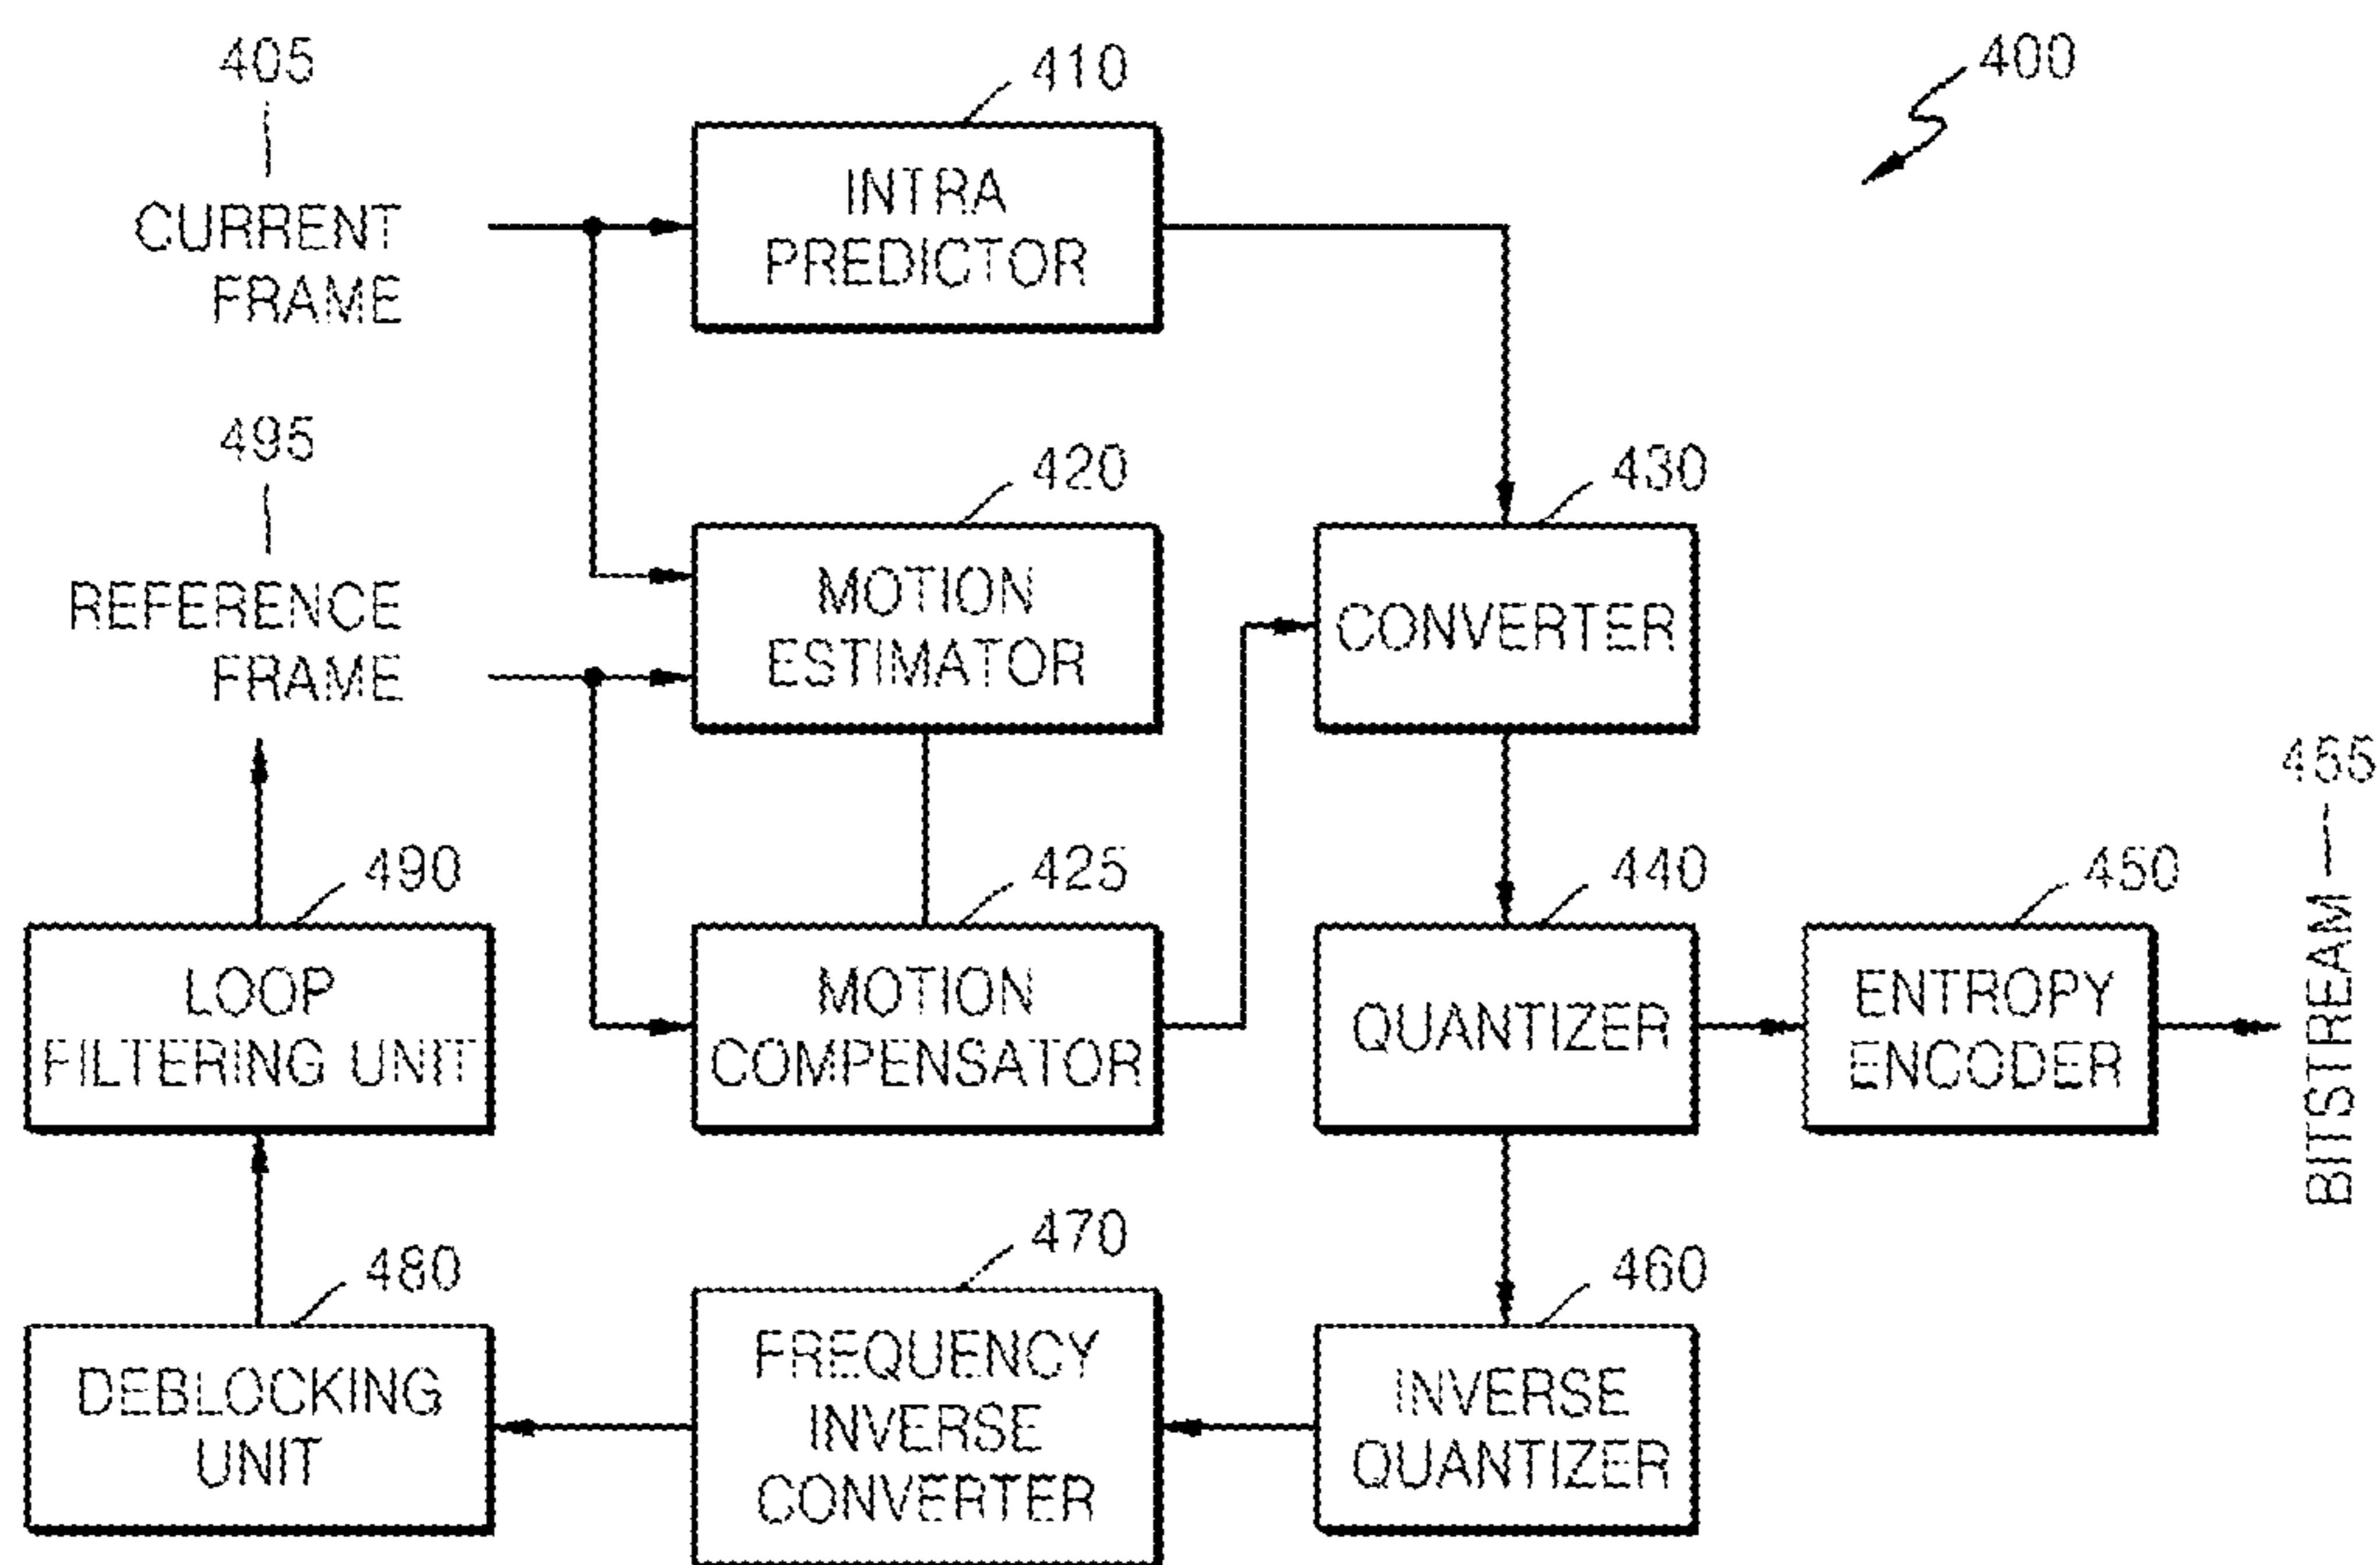 405
CURRENT
FRAME
410
INTRA
PREDICTOR
400
495
REFERENCE
FRAME
420
MOTION
ESTIMATOR
430
CONVERTER
490
LOOP
FILTERING UNIT
425
MOTION
COMPENSATOR
440
QUANTIZER
450
ENTROPY
ENCODER
455
BITSTREAM
480
DEBLOCKING
UNIT
470
FREQUENCY
INVERSE
CONVERTER
460
INVERSE
QUANTIZER